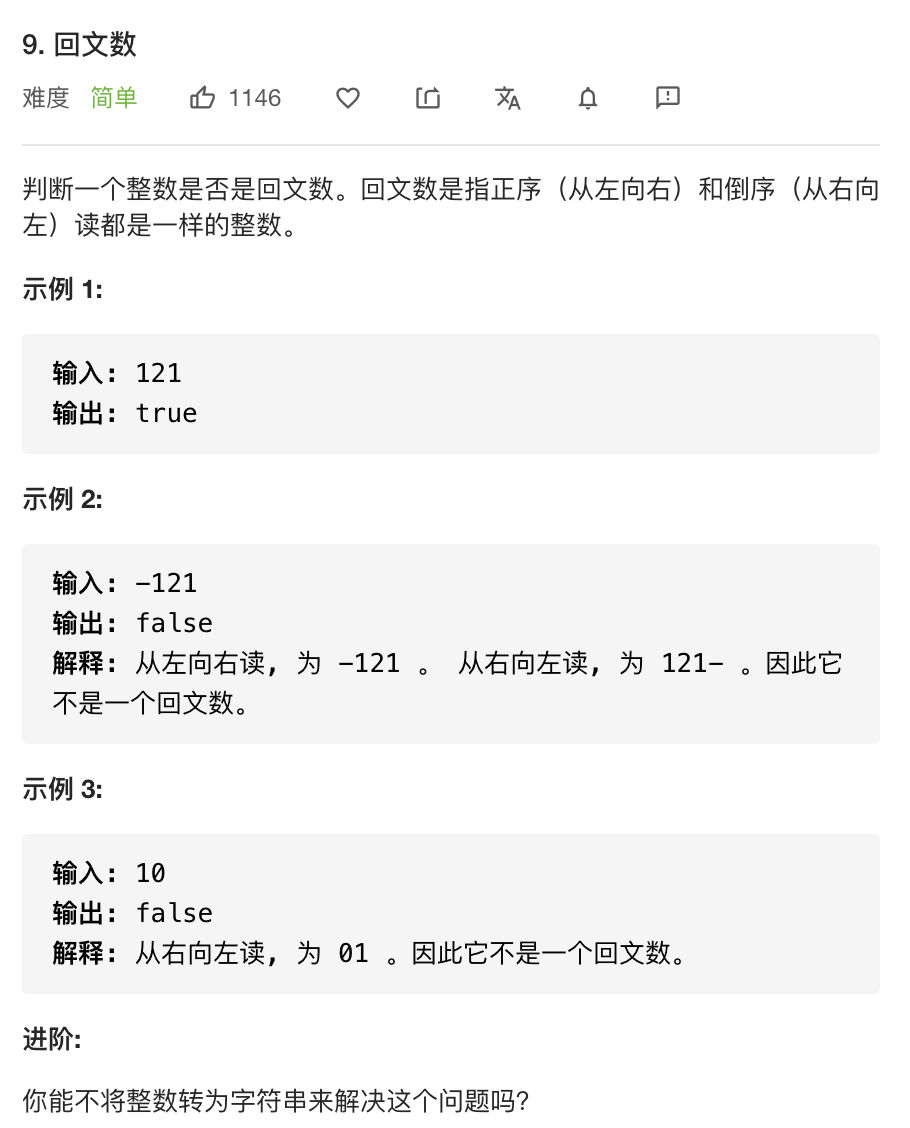 9. 回文数
难度 简单 1146
判断一个整数是否是回文数。回文数是指正序（从左向右）和倒序（从右向
左）读都是一样的整数。
示例 1:
输入: 121
输出: true
示例 2:
输入: -121
输出: false
解释: 从左向右读, 为 -121 。 从右向左读, 为 121- 。因此它
不是一个回文数。
示例 3:
输入: 10
输出: false
解释: 从右向左读, 为 01 。因此它不是一个回文数。
进阶:
你能不将整数转为字符串来解决这个问题吗?